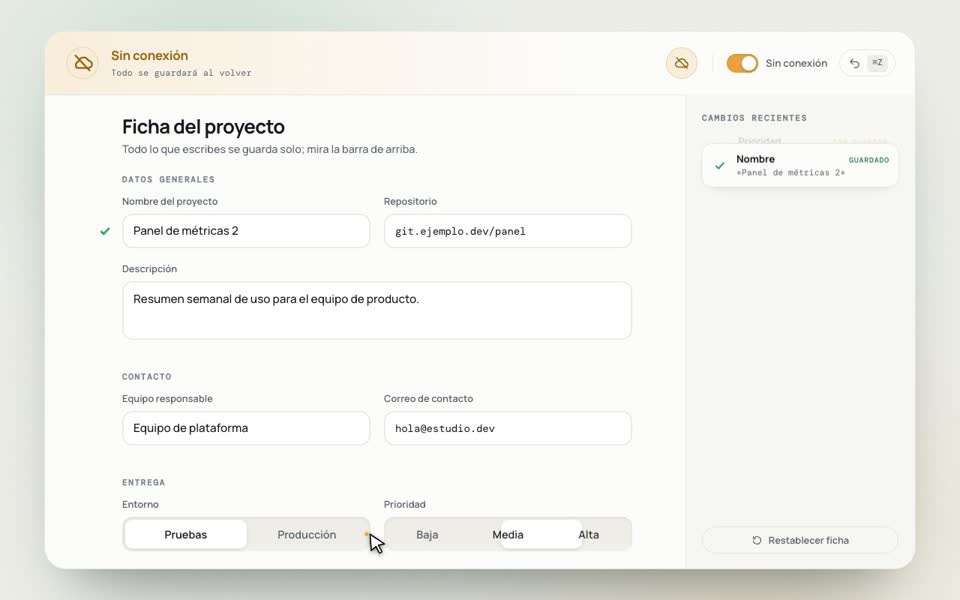 Sin conexión
Todo se guardará al volver
Sin conexión
⌘Z
Ficha del proyecto
Todo lo que escribes se guarda solo; mira la barra de arriba.
DATOS GENERALES
Nombre del proyecto
Repositorio
Panel de métricas 2
git.ejemplo.dev/panel
Descripción
Resumen semanal de uso para el equipo de producto.
CONTACTO
Equipo responsable
Correo de contacto
Equipo de plataforma
hola@estudio.dev
ENTREGA
Entorno
Prioridad
Pruebas
Producción
Baja
Media
Alta
CAMBIOS RECIENTES
Prioridad
Nombre
GUARDADO
«Panel de métricas 2»
Restablecer ficha